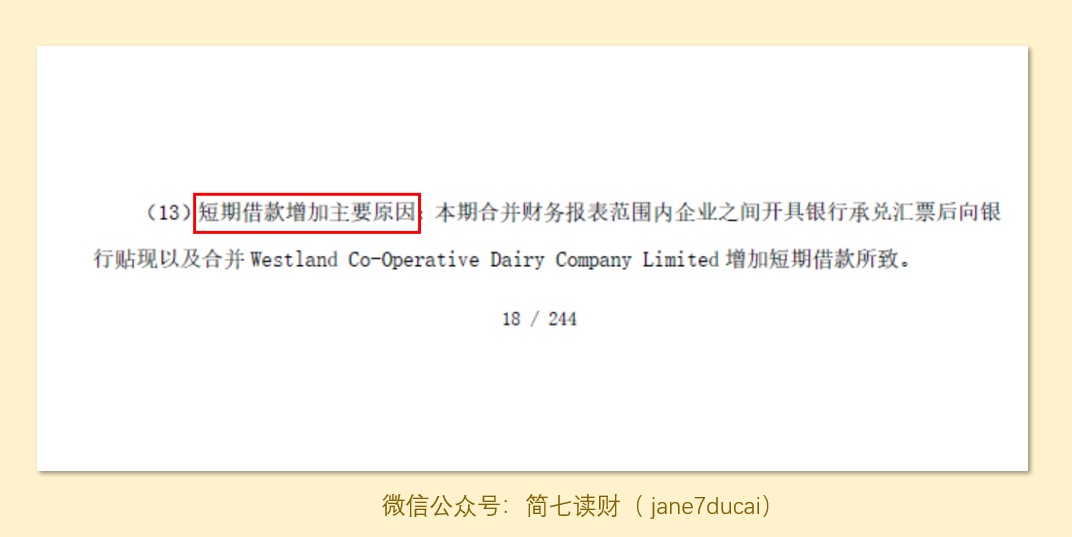 （13）短期借款增加主要原因：本期合并财务报表范围内企业之间开具银行承兑汇票后向银
行贴现以及合并 Westland Co-Operative Dairy Company Limited 增加短期借款所致。
18 / 244
微信公众号：简七读财（ jane7ducai）